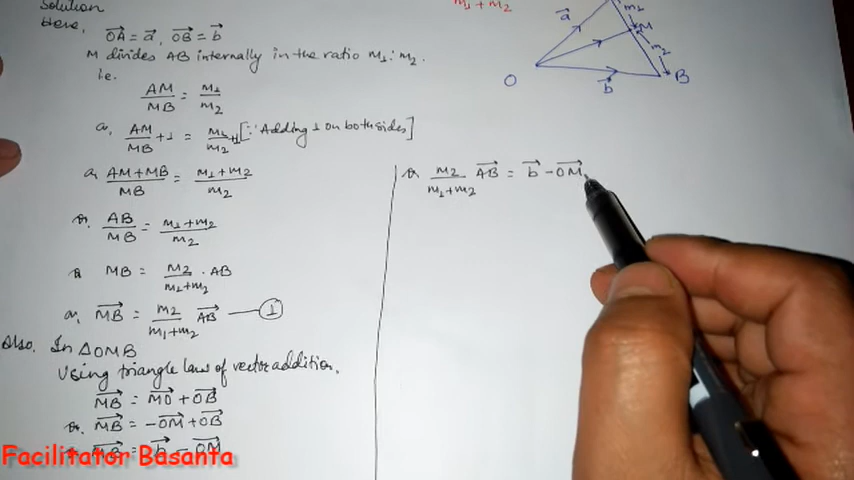 Solution
Here,
OA = a, OB = b
M divides AB internally in the ratio m1 : m2.
i.e.
AM/MB = m1/m2
or, AM/MB + 1 = m1/m2 + 1 [∵ Adding 1 on both sides]
or, AM+MB/MB = m1+m2/m2
or. AB/MB = m1+m2/m2
MB = m2/m1+m2 . AB
or, MB = m2/m1+m2 AB — 1
Also, In ΔOMB
Using triangle law of vector addition.
MB = MO + OB
or. MB = -OM + OB
MB = b - OM
m1+m2
a
m1
M
m2
O
b
B
or m2/m1+m2 AB = b - OM
Facilitator Basanta